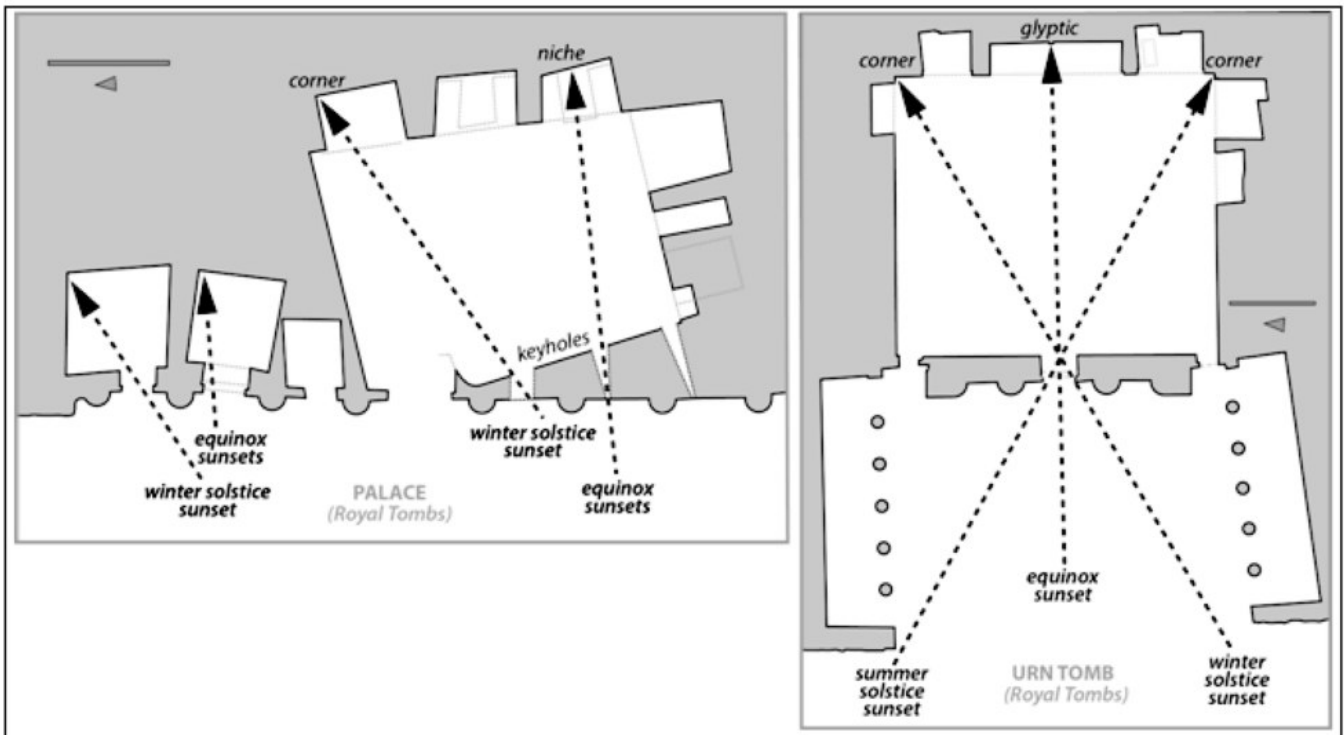 niche
corner
keyholes
equinox
sunsets
winter solstice
sunset
winter solstice
sunset
equinox
sunsets
PALACE
(Royal Tombs)
glyptic
corner
corner
equinox
sunset
summer
solstice
sunset
winter
solstice
sunset
URN TOMB
(Royal Tombs)